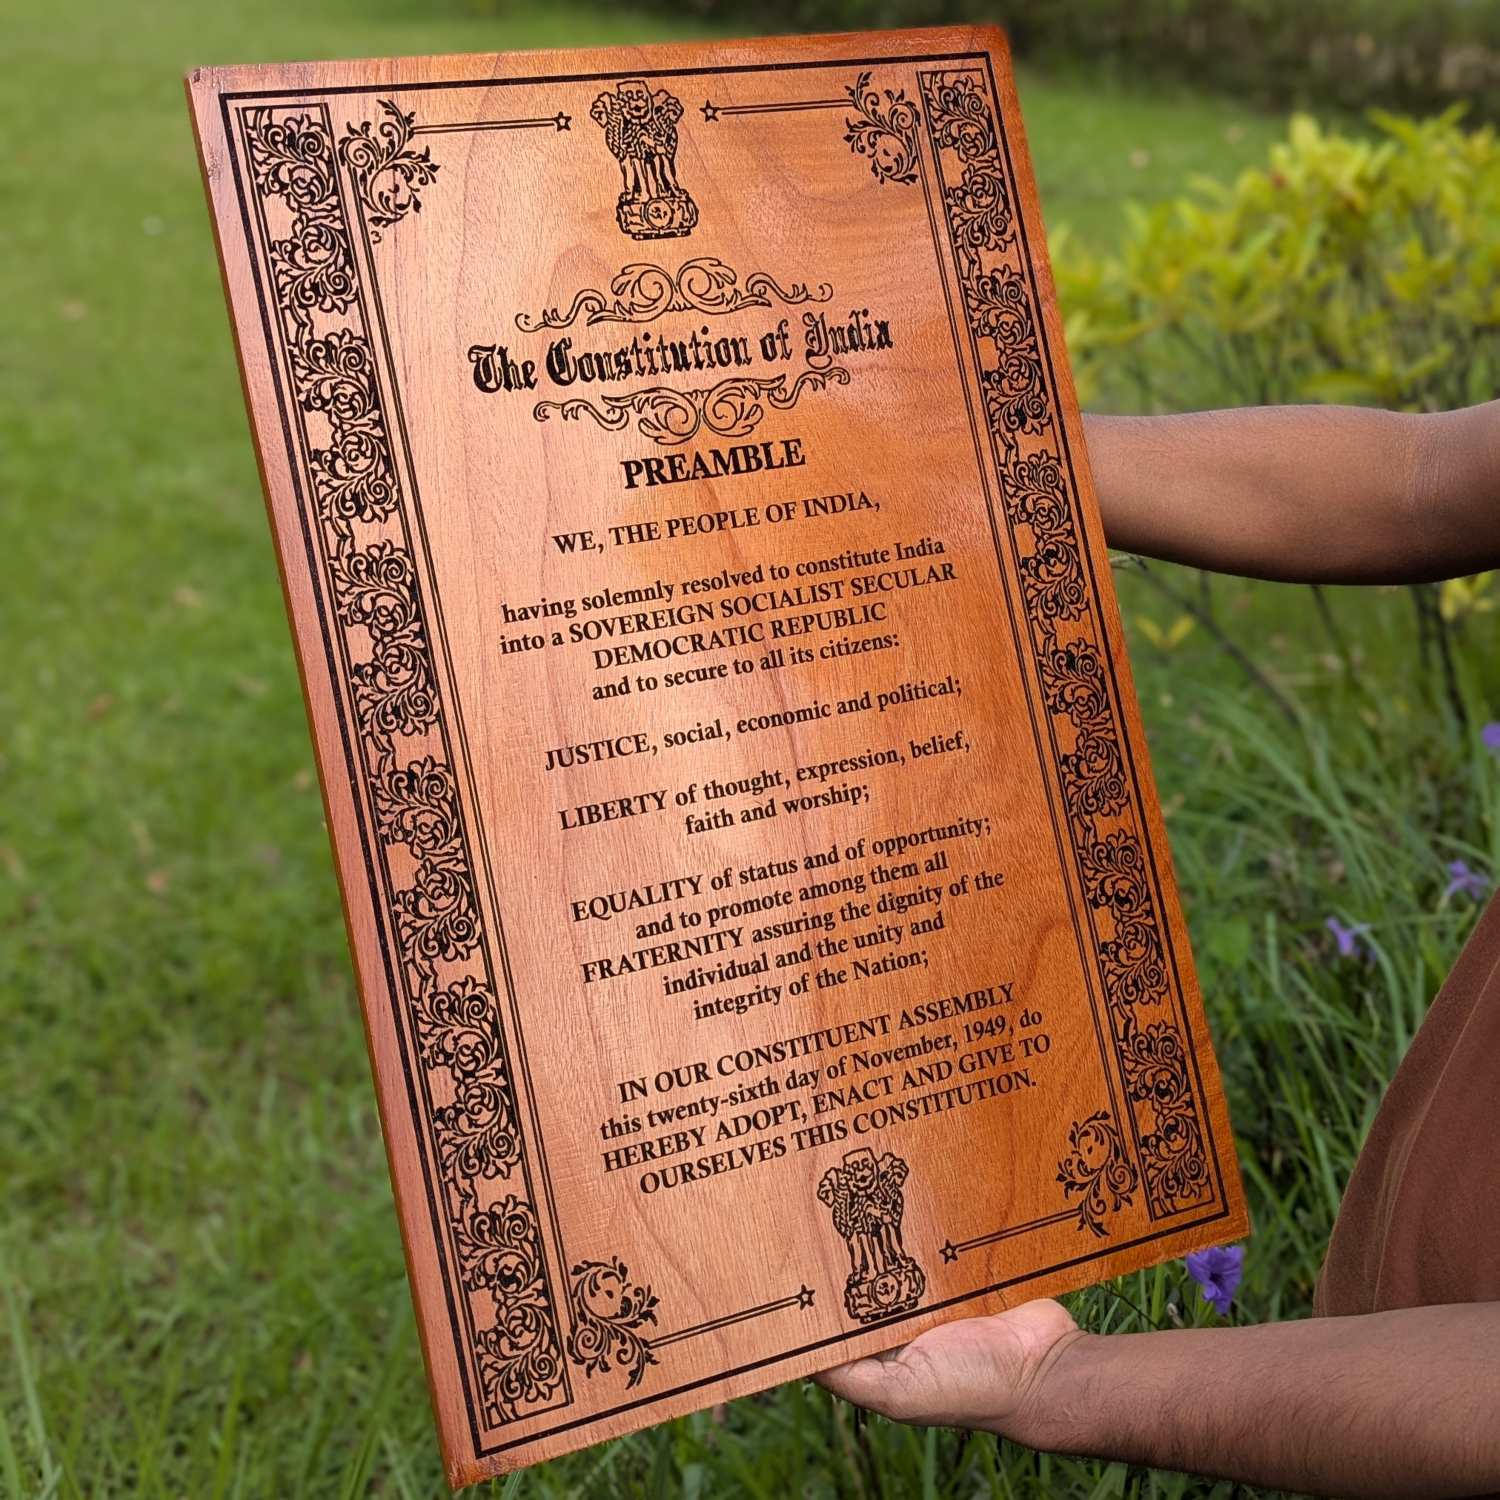 The Constitution of India
PREAMBLE
WE, THE PEOPLE OF INDIA,
having solemnly resolved to constitute India
into a SOVEREIGN SOCIALIST SECULAR
DEMOCRATIC REPUBLIC
and to secure to all its citizens:
JUSTICE, social, economic and political;
LIBERTY of thought, expression, belief,
faith and worship;
EQUALITY of status and of opportunity;
and to promote among them all
FRATERNITY assuring the dignity of the
individual and the unity and
integrity of the Nation;
IN OUR CONSTITUENT ASSEMBLY
this twenty-sixth day of November, 1949, do
HEREBY ADOPT, ENACT AND GIVE TO
OURSELVES THIS CONSTITUTION.